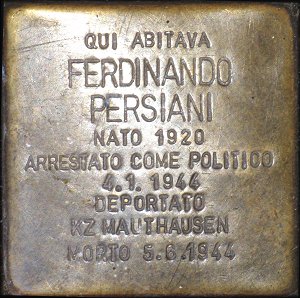 QUI ABITAVA
FERDINANDO
PERSIANI
NATO 1920
ARRESTATO COME POLITICO
4.1.1944
DEPORTATO
KZ MAUTHAUSEN
MORTO 5.6.1944